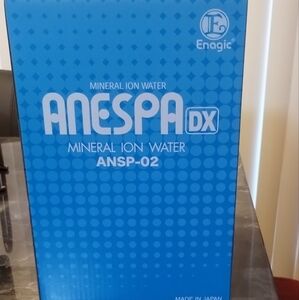 E
Enagic®
MINERAL ION WATER
ANESPA DX
MINERAL ION WATER
ANSP-02
MADE IN JAPAN